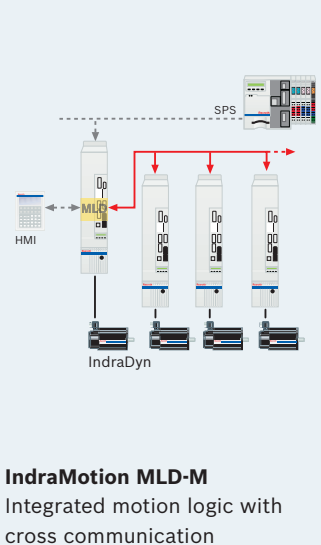 SPS
MLD
HMI
IndraDyn
IndraMotion MLD-M
Integrated motion logic with
cross communication